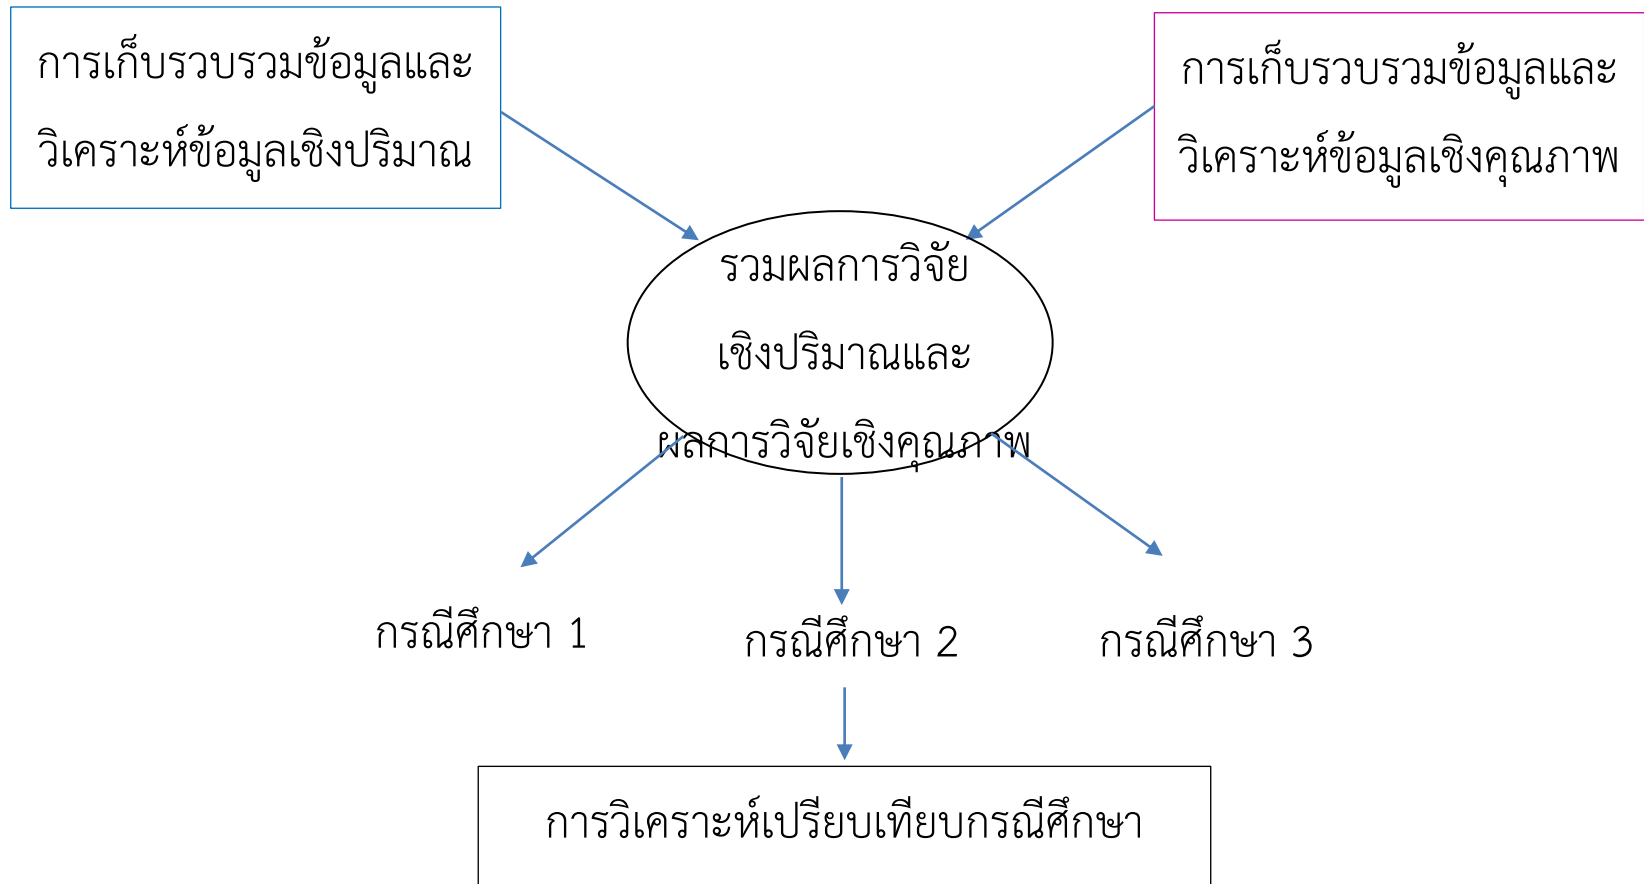 การเก็บรวบรวมข้อมูลและ
วิเคราะห์ข้อมูลเชิงปริมาณ
การเก็บรวบรวมข้อมูลและ
วิเคราะห์ข้อมูลเชิงคุณภาพ
รวมผลการวิจัย
เชิงปริมาณและ
ผลการวิจัยเชิงคุณภาพ
กรณีศึกษา 1
กรณีศึกษา 2
กรณีศึกษา 3
การวิเคราะห์เปรียบเทียบกรณีศึกษา